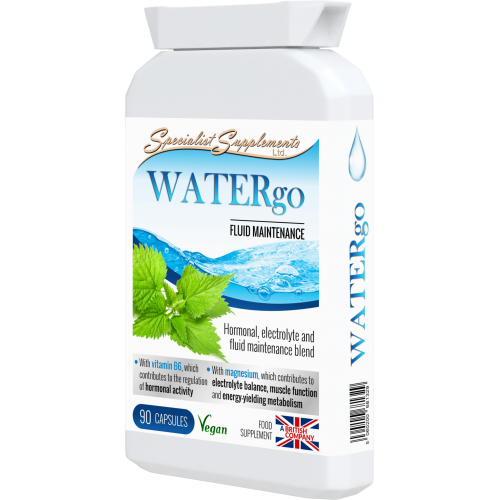 Specialist Supplements
Ltd.
WATERgo
FLUID MAINTENANCE
Hormonal, electrolyte and
fluid maintenance blend
• With vitamin B6, which
contributes to the regulation
of hormonal activity
• With magnesium, which contributes to
electrolyte balance, muscle function
and energy-yielding metabolism
90 CAPSULES
Vegan
FOOD
SUPPLEMENT
A
BRITISH
COMPANY
WATERgo